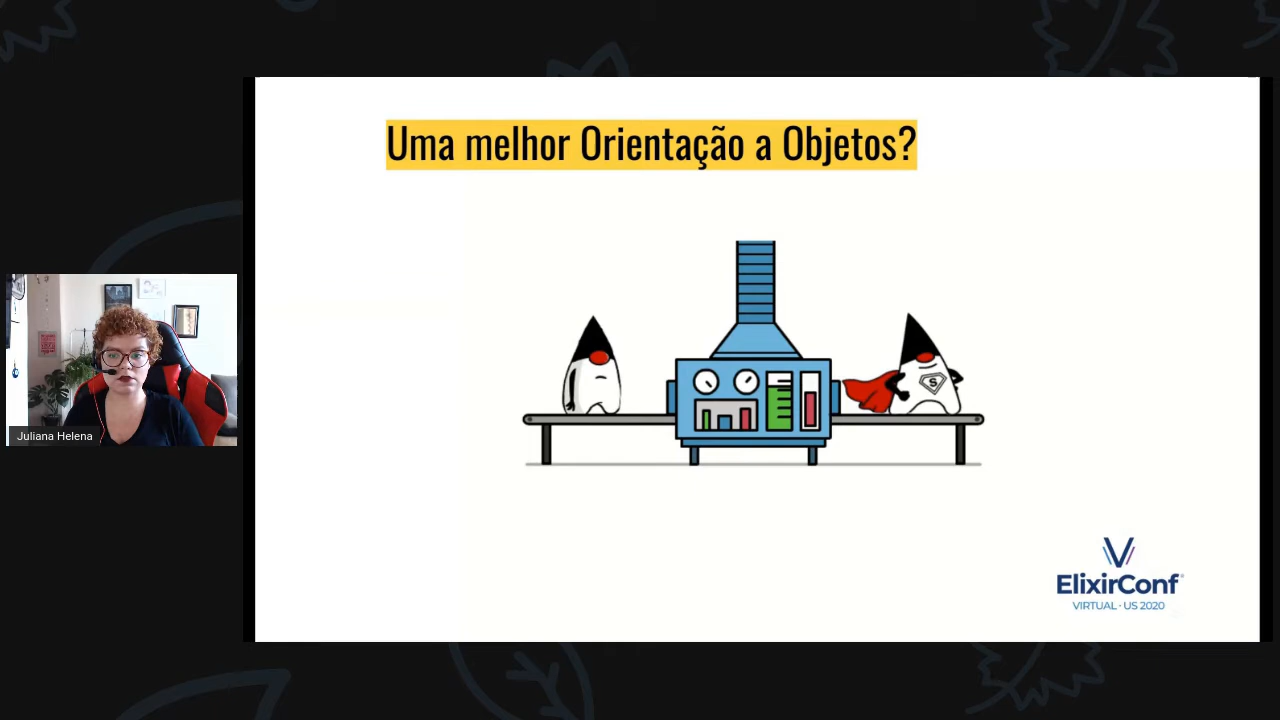 Uma melhor Orientação a Objetos?
S
Juliana Helena
ElixirConf
VIRTUAL · US 2020